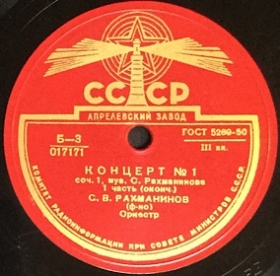 СССР
АПРЕЛЕВСКИЙ ЗАВОД
Б—3
017171
ГОСТ 5289-50
III вк.
КОНЦЕРТ № 1
соч. 1, муз. С. Рахманинова
1 часть (оконч.)
С. В. РАХМАНИНОВ
(ф-но)
Оркестр
КОМИТЕТ РАДИОИНФОРМАЦИИ ПРИ СОВЕТЕ МИНИСТРОВ СССР